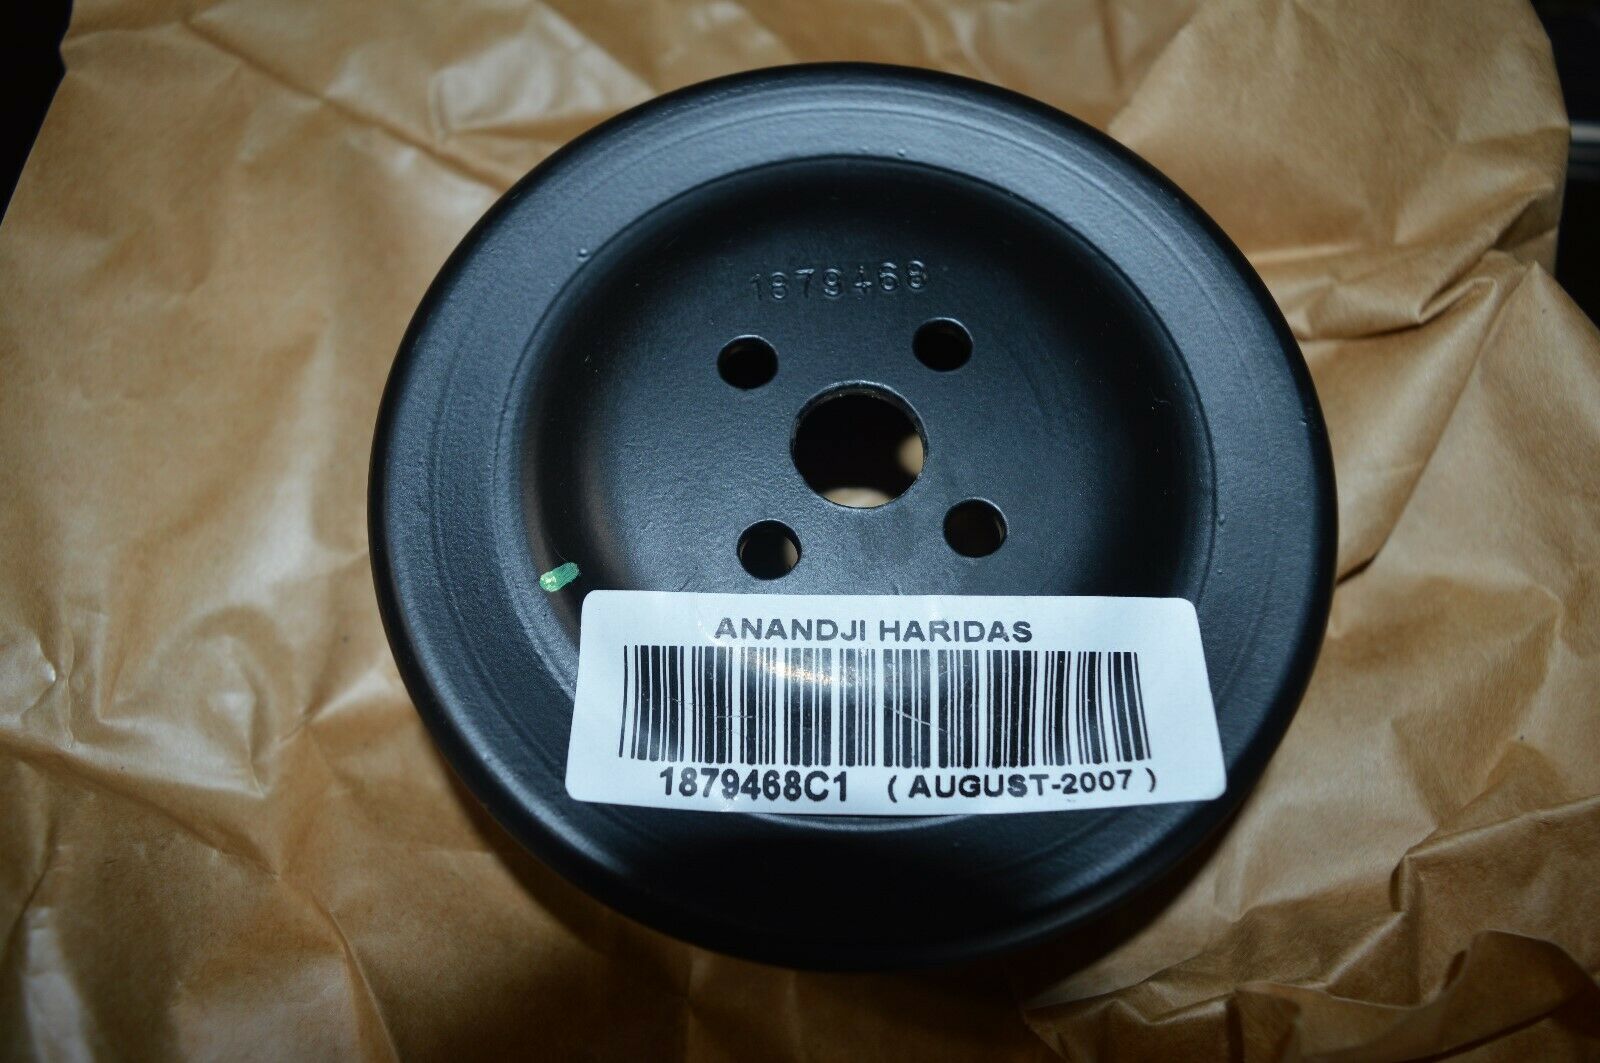 1879468
ANANDJI HARIDAS
1879468C1 ( AUGUST-2007 )